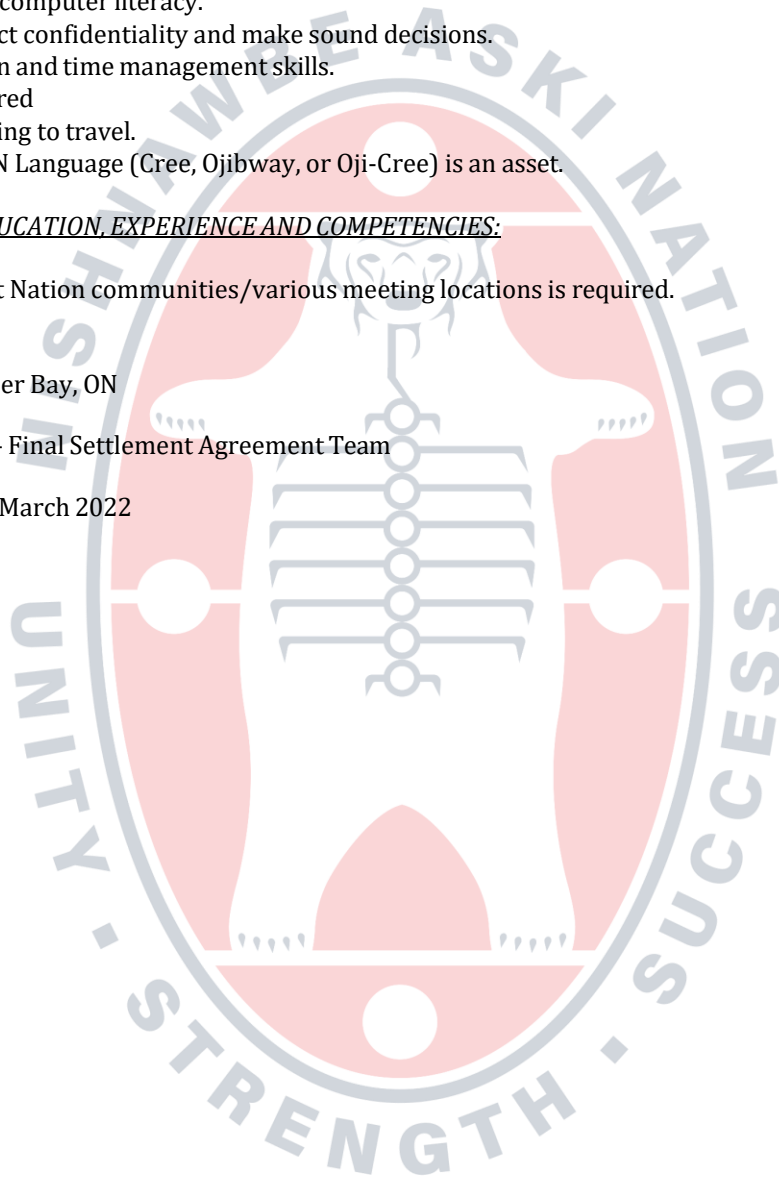 computer literacy.
ct confidentiality and make sound decisions.
n and time management skills.
red
ing to travel.
N Language (Cree, Ojibway, or Oji-Cree) is an asset.
UCATION, EXPERIENCE AND COMPETENCIES:
t Nation communities/various meeting locations is required.
er Bay, ON
- Final Settlement Agreement Team
March 2022
NISHNAWBE ASKI NATION
UNITY · STRENGTH · SUCCESS